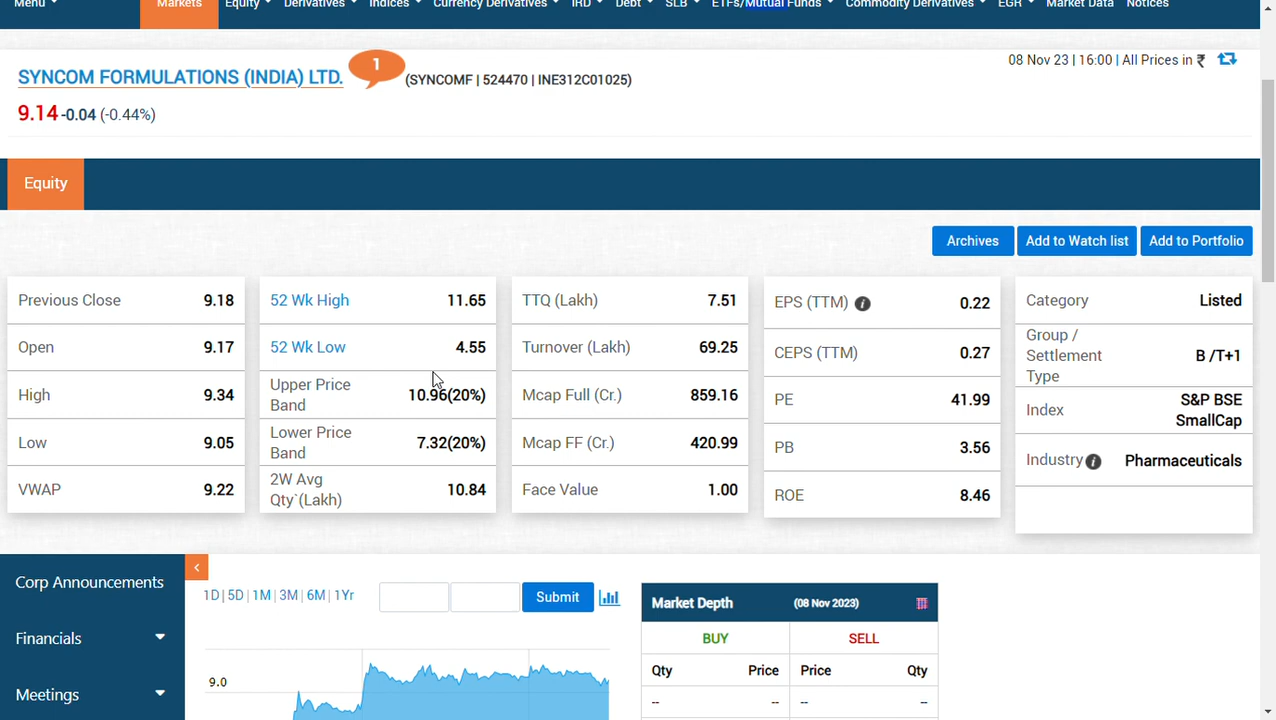 Menu Markets Equity Derivatives Indices Currency Derivatives IRD Debt SLB ETFs/Mutual Funds Commodity Derivatives EGR Market Data Notices
SYNCOM FORMULATIONS (INDIA) LTD. 1 (SYNCOMF | 524470 | INE312C01025)
08 Nov 23 | 16:00 | All Prices in ₹
9.14 -0.04 (-0.44%)
Equity
Archives Add to Watch list Add to Portfolio
Previous Close 9.18
Open 9.17
High 9.34
Low 9.05
VWAP 9.22
52 Wk High 11.65
52 Wk Low 4.55
Upper Price
Band 10.96(20%)
Lower Price
Band 7.32(20%)
2W Avg
Qty`(Lakh) 10.84
TTQ (Lakh) 7.51
Turnover (Lakh) 69.25
Mcap Full (Cr.) 859.16
Mcap FF (Cr.) 420.99
Face Value 1.00
EPS (TTM) i 0.22
CEPS (TTM) 0.27
PE 41.99
PB 3.56
ROE 8.46
Category Listed
Group /
Settlement B /T+1
Type
Index S&P BSE
SmallCap
Industry i Pharmaceuticals
Corp Announcements
Financials
Meetings
1D| 5D | 1M | 3M | 6M | 1Yr Submit
9.0
Market Depth (08 Nov 2023)
BUY SELL
Qty Price Price Qty
-- -- -- --